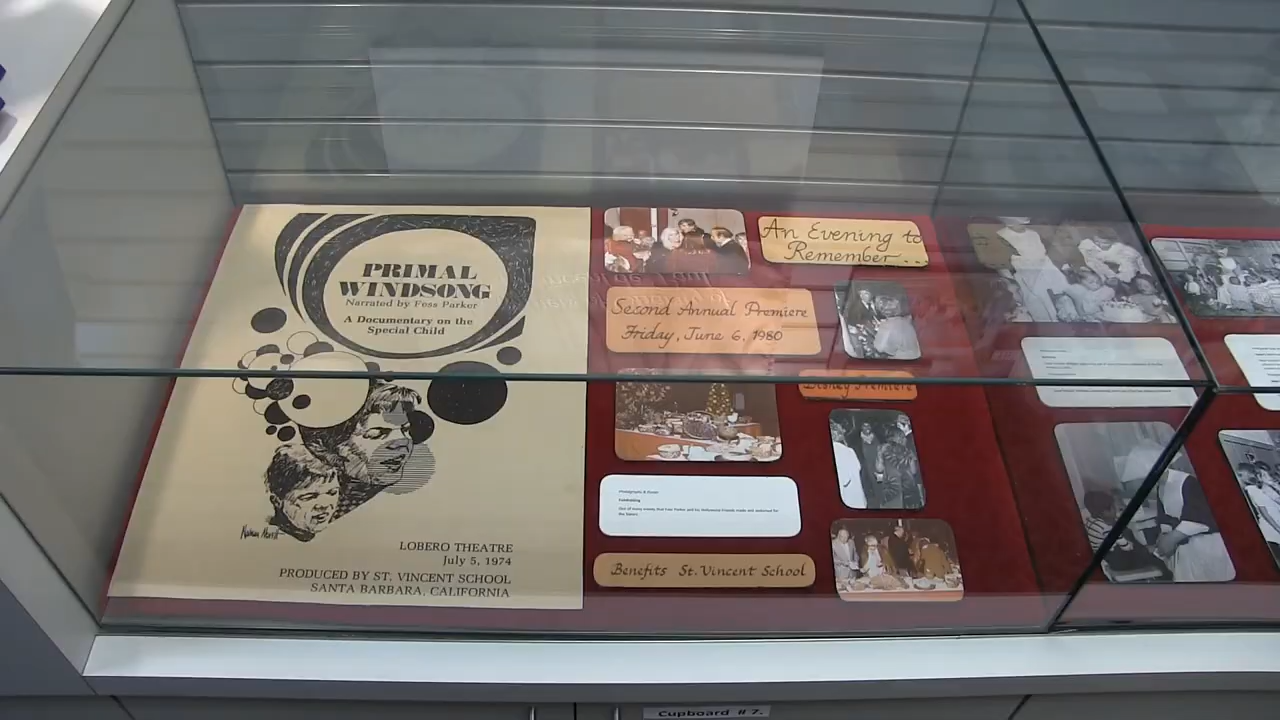 PRIMAL
WINDSONG
Narrated by Fess Parker
A Documentary on the
Special Child
LOBERO THEATRE
July 5, 1974
PRODUCED BY ST. VINCENT SCHOOL
SANTA BARBARA, CALIFORNIA
An Evening to
Remember...
Second Annual Premiere
Friday, June 6, 1980
Disney Premiere
Photographs & Poster
Fundraising
Benefits St. Vincent School
Cupboard # 7.